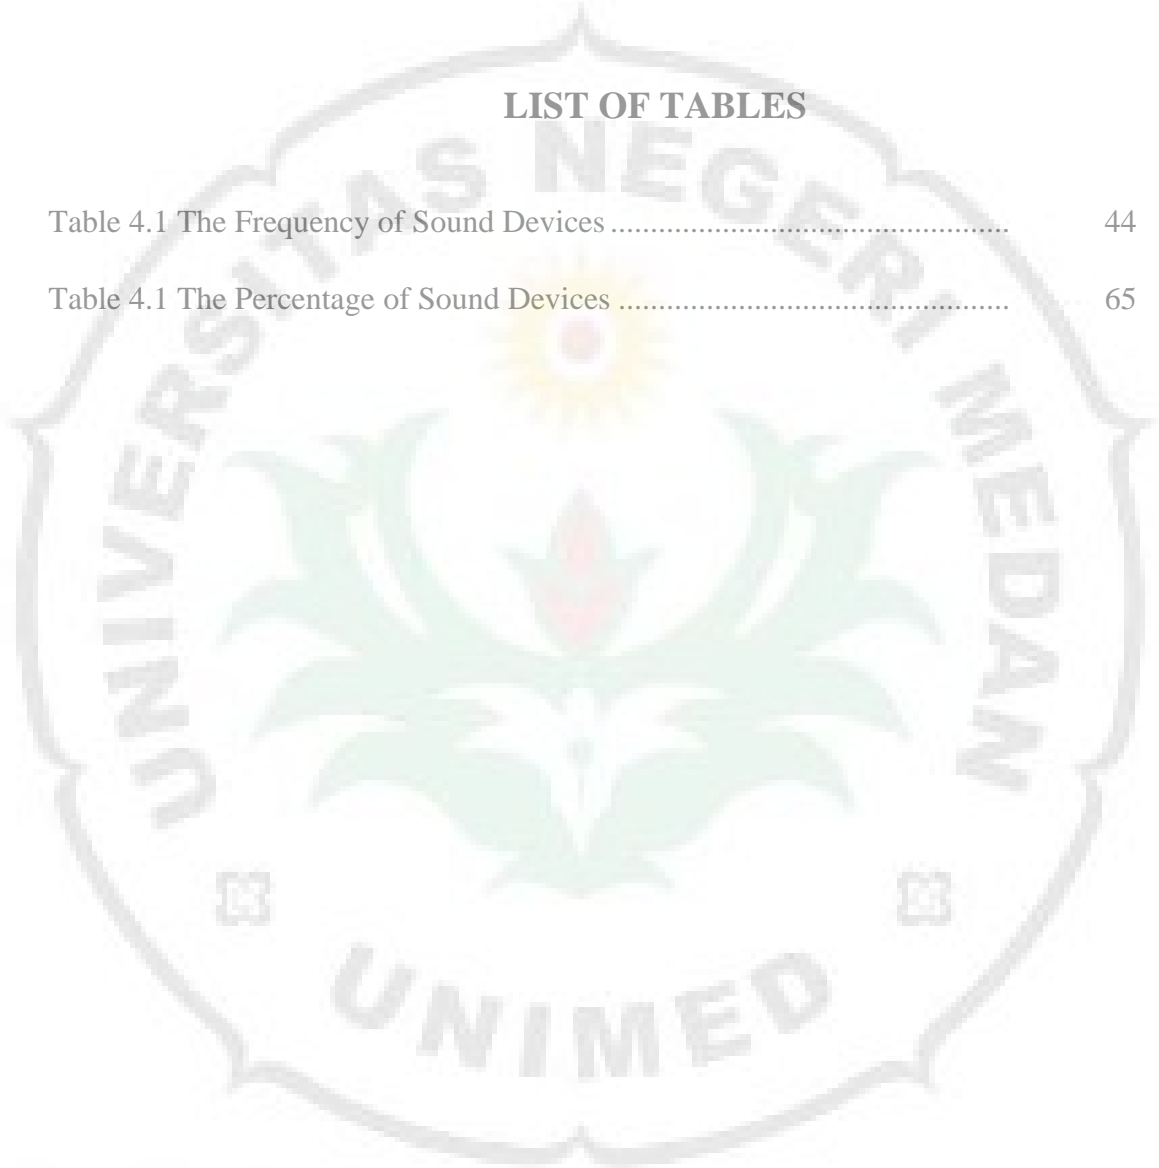 LIST OF TABLES
Table 4.1 The Frequency of Sound Devices .................................................. 44
Table 4.1 The Percentage of Sound Devices ................................................. 65
UNIVERSITAS NEGERI MEDAN
UNIMED